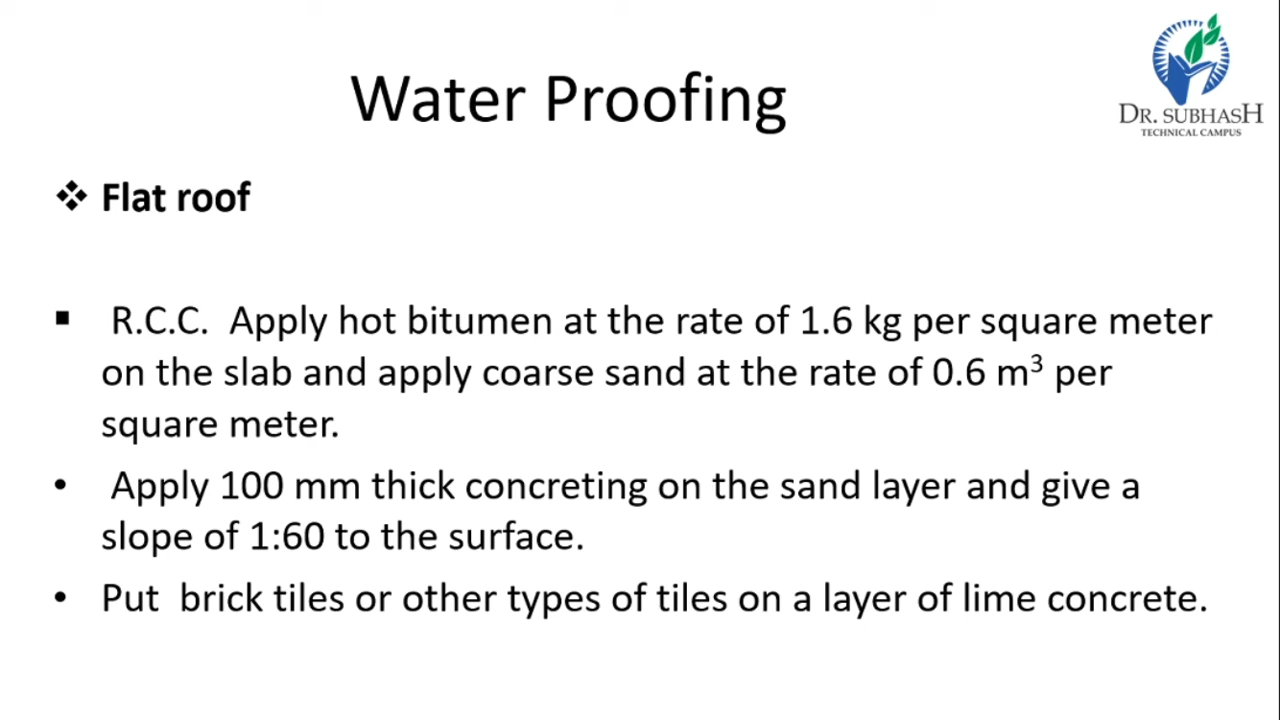 DR. SUBHASH
TECHNICAL CAMPUS
Water Proofing
❖ Flat roof
▪ R.C.C. Apply hot bitumen at the rate of 1.6 kg per square meter
on the slab and apply coarse sand at the rate of 0.6 m³ per
square meter.
• Apply 100 mm thick concreting on the sand layer and give a
slope of 1:60 to the surface.
• Put brick tiles or other types of tiles on a layer of lime concrete.